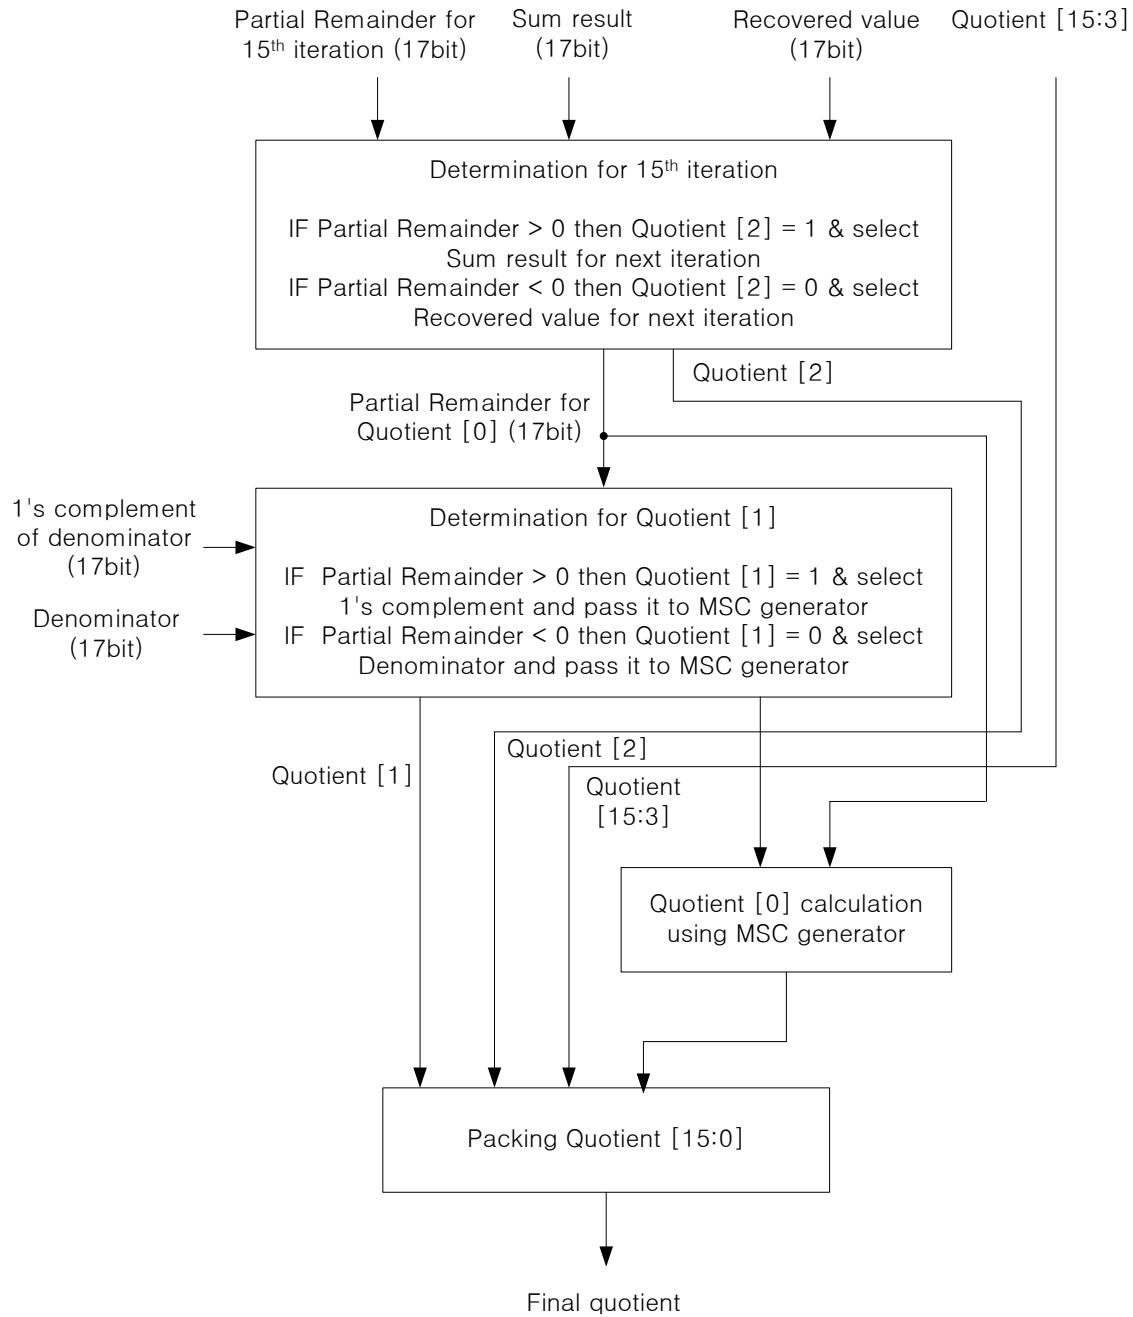 Partial Remainder for
15th iteration (17bit)
Sum result
(17bit)
Recovered value
(17bit)
Quotient [15:3]
Determination for 15th iteration
IF Partial Remainder > 0 then Quotient [2] = 1 & select
Sum result for next iteration
IF Partial Remainder < 0 then Quotient [2] = 0 & select
Recovered value for next iteration
Quotient [2]
Partial Remainder for
Quotient [0] (17bit)
1's complement
of denominator
(17bit)
Denominator
(17bit)
Determination for Quotient [1]
IF Partial Remainder > 0 then Quotient [1] = 1 & select
1's complement and pass it to MSC generator
IF Partial Remainder < 0 then Quotient [1] = 0 & select
Denominator and pass it to MSC generator
Quotient [1]
Quotient [2]
Quotient
[15:3]
Quotient [0] calculation
using MSC generator
Packing Quotient [15:0]
Final quotient